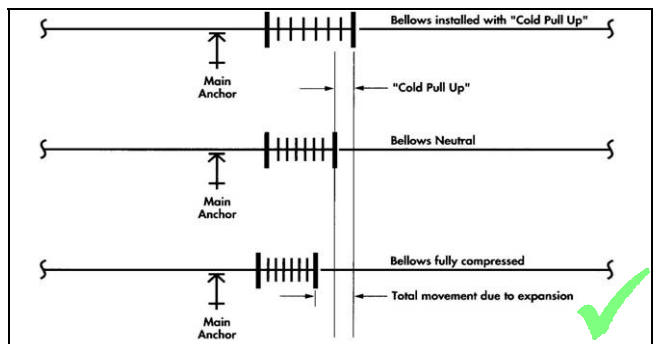 Bellows installed with "Cold Pull Up"
Main
Anchor
"Cold Pull Up"
Bellows Neutral
Main
Anchor
Bellows fully compressed
Total movement due to expansion
Main
Anchor